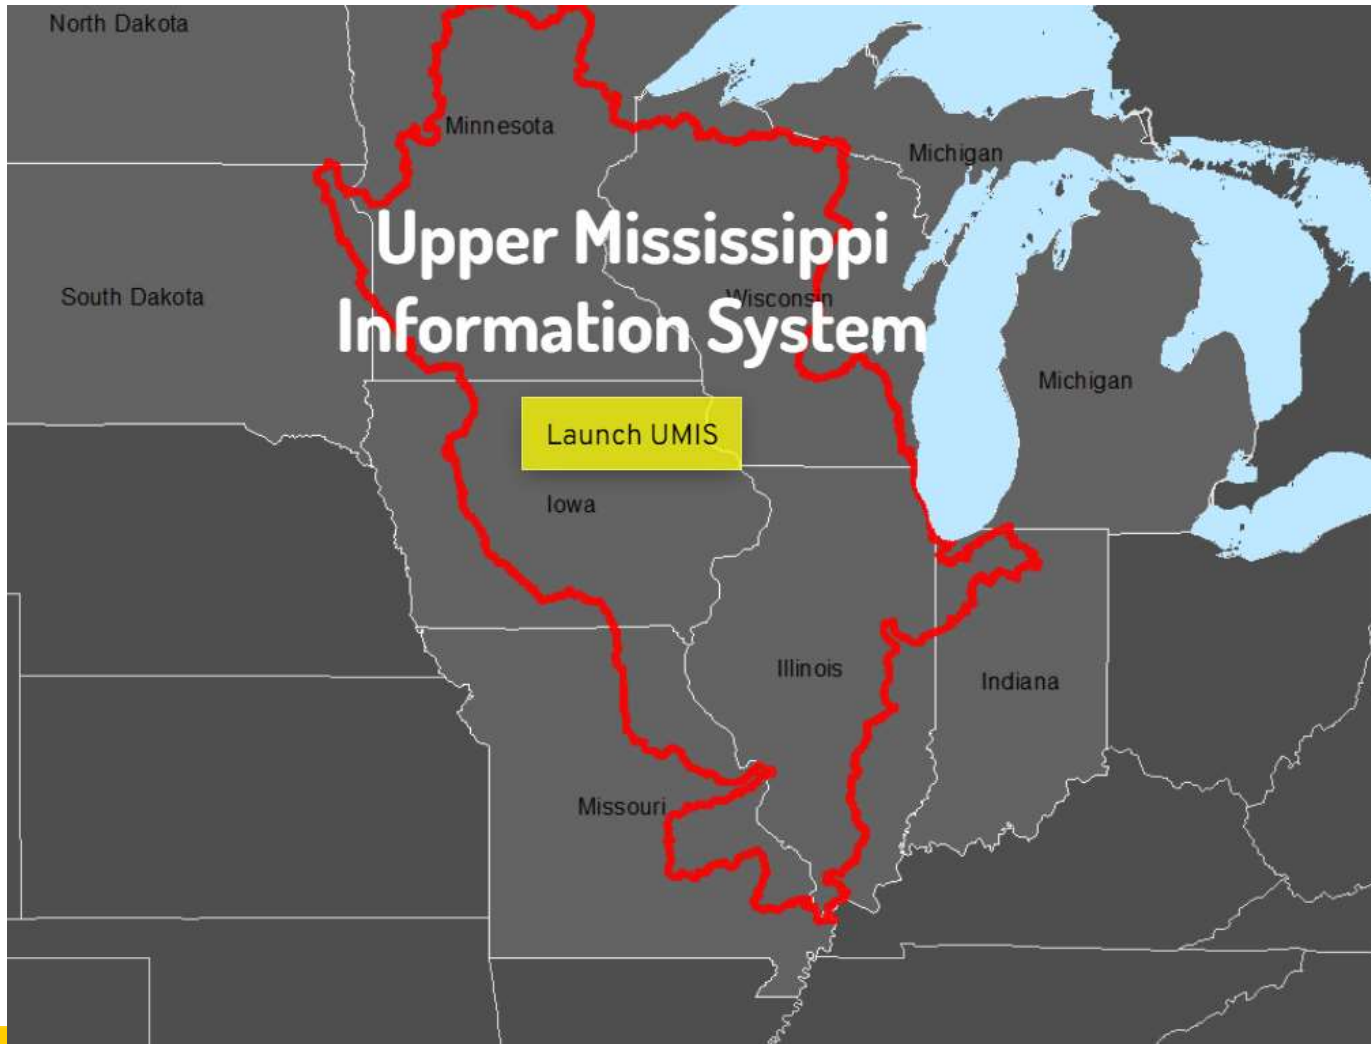 North Dakota
Minnesota
Michigan
Upper Mississippi
South Dakota
Wisconsin
Information System
Michigan
Launch UMIS
Iowa
Illinois
Indiana
Missouri